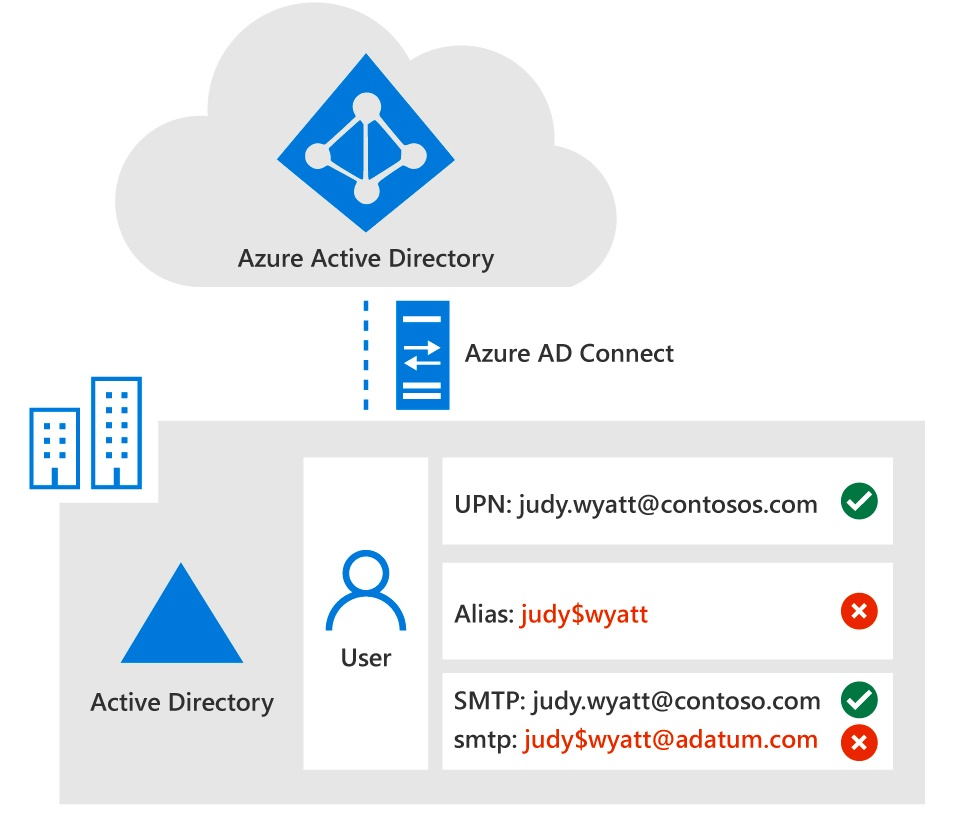 Azure Active Directory
Azure AD Connect
UPN: judy.wyatt@contosos.com
Alias: judy$wyatt
User
Active Directory
SMTP: judy.wyatt@contoso.com
smtp: judy$wyatt@adatum.com